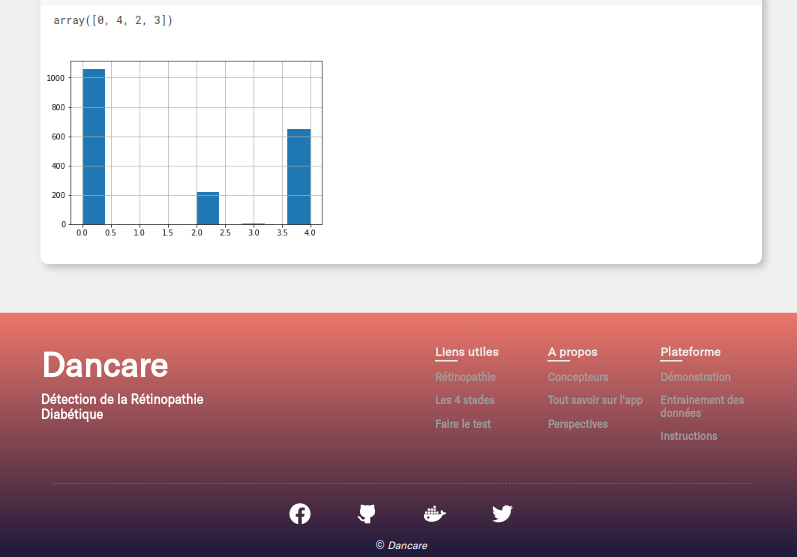 array([0, 4, 2, 3])
1000
800
600
400
200
0
0.0 0.5 1.0 1.5 2.0 2.5 3.0 3.5 4.0
Dancare
Détection de la Rétinopathie
Diabétique
Liens utiles
Rétinopathie
Les 4 stades
Faire le test
A propos
Concepteurs
Tout savoir sur l'app
Perspectives
Plateforme
Démonstration
Entrainement des
données
Instructions
© Dancare